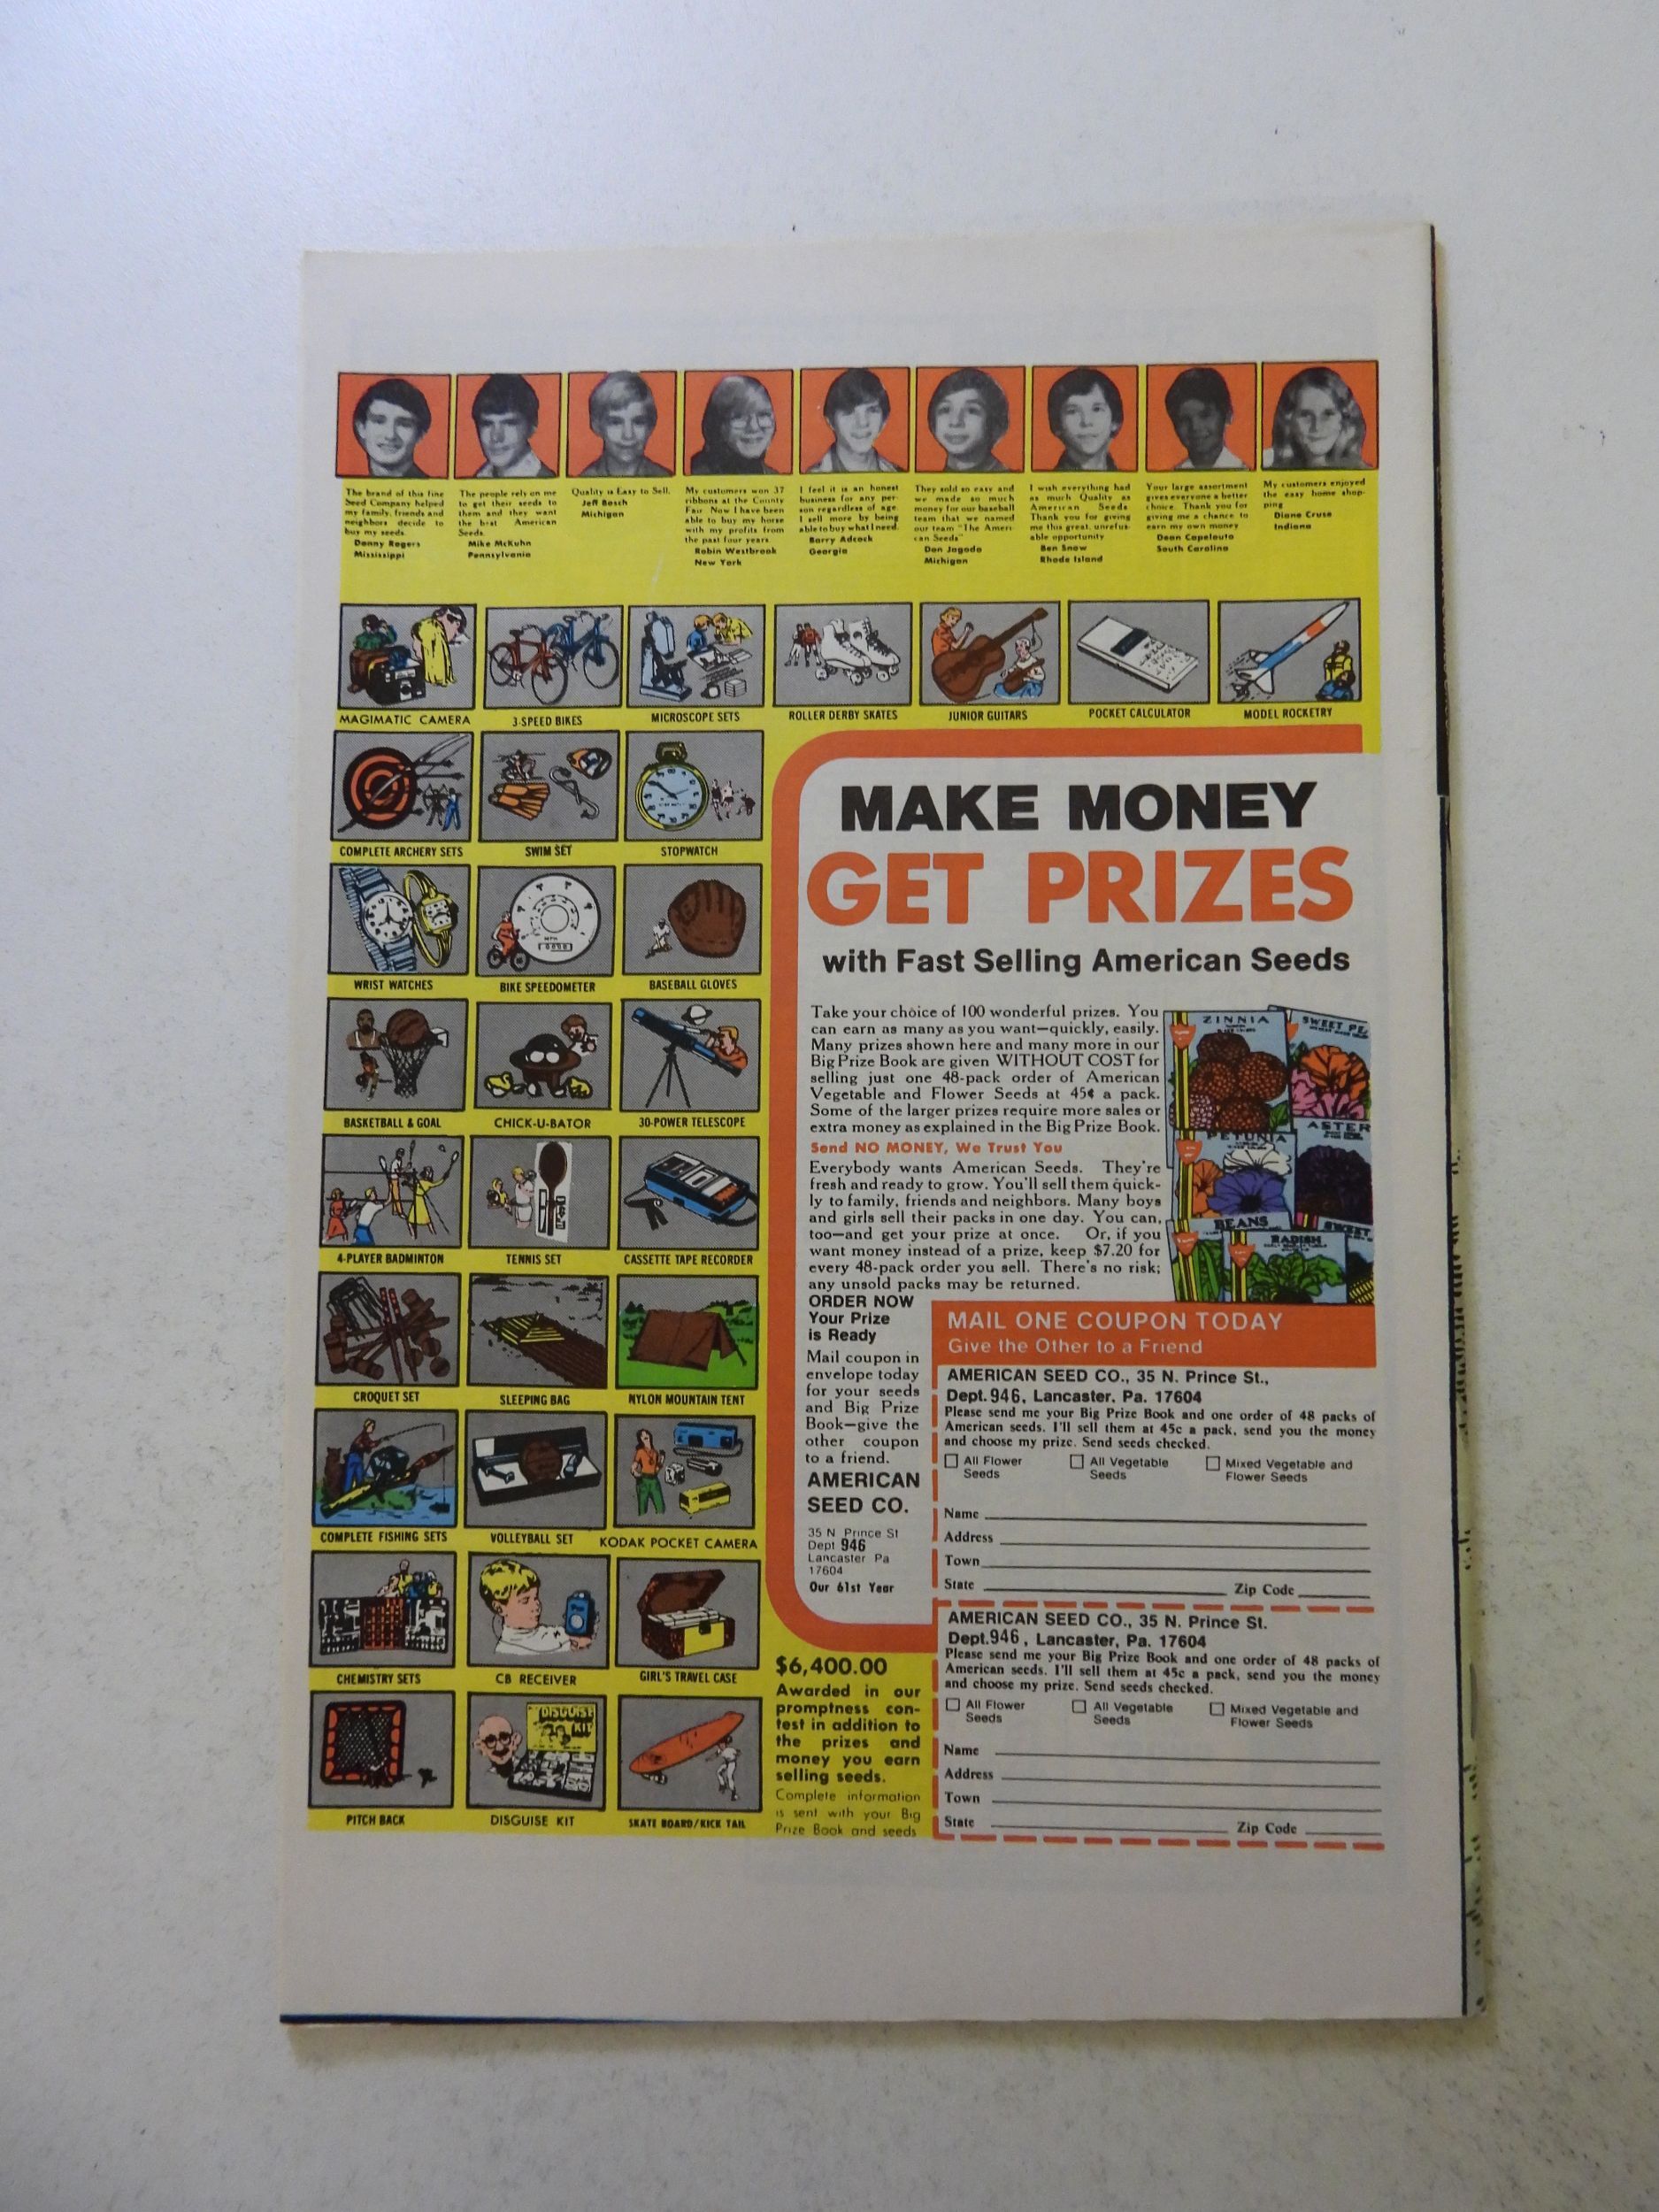 The brand of this fine
Seed Company helped
my family, friends and
neighbors decide to
buy my seeds.
Danny Rogers
Mississippi
The people rely on me
to get their seeds to
them and they want
the best American
Seeds.
Mike McKuhn
Pennsylvania
Quality is Easy to Sell.
Jeff Bosch
Michigan
My customers won 37
ribbons at the County
Fair. Now I have been
able to buy my horse
with my profits from
the past four years.
Robin Westbrook
New York
I feel it is an honest
business for any per-
son regardless of age.
I sell more by being
able to buy what I need.
Barry Adcock
Georgia
They sold so easy and
we made so much
money for our baseball
team that we named
our team "The Ameri-
can Seeds"
Don Jagodo
Michigan
I wish everything had
as much Quality as
American Seeds
Thank you for giving
me this great, unrefus-
able opportunity
Ben Snow
Rhode Island
Your large assortment
gives everyone a better
choice. Thank you for
giving me a chance to
earn my own money
Dean Capelouto
South Carolina
My customers enjoyed
the easy home shop-
ping
Diane Cruse
Indiana
MAGIMATIC CAMERA
3-SPEED BIKES
MICROSCOPE SETS
ROLLER DERBY SKATES
JUNIOR GUITARS
POCKET CALCULATOR
MODEL ROCKETRY
COMPLETE ARCHERY SETS
SWIM SET
STOPWATCH
WRIST WATCHES
BIKE SPEEDOMETER
BASEBALL GLOVES
BASKETBALL & GOAL
CHICK-U-BATOR
30-POWER TELESCOPE
4-PLAYER BADMINTON
TENNIS SET
CASSETTE TAPE RECORDER
CROQUET SET
SLEEPING BAG
NYLON MOUNTAIN TENT
COMPLETE FISHING SETS
VOLLEYBALL SET
KODAK POCKET CAMERA
CHEMISTRY SETS
CB RECEIVER
GIRL'S TRAVEL CASE
DISGUISE
KIT
PITCH BACK
DISGUISE KIT
SKATE BOARD/KICK TAIL
MAKE MONEY
GET PRIZES
with Fast Selling American Seeds
Take your choice of 100 wonderful prizes. You
can earn as many as you want—quickly, easily.
Many prizes shown here and many more in our
Big Prize Book are given WITHOUT COST for
selling just one 48-pack order of American
Vegetable and Flower Seeds at 45¢ a pack.
Some of the larger prizes require more sales or
extra money as explained in the Big Prize Book.
Send NO MONEY, We Trust You
Everybody wants American Seeds. They're
fresh and ready to grow. You'll sell them quick-
ly to family, friends and neighbors. Many boys
and girls sell their packs in one day. You can,
too—and get your prize at once. Or, if you
want money instead of a prize, keep $7.20 for
every 48-pack order you sell. There's no risk;
any unsold packs may be returned.
ZINNIA
SWEET PE
ASTER
PETUNIA
BEANS
SWEET
RADISH
ORDER NOW
Your Prize
is Ready
Mail coupon in
envelope today
for your seeds
and Big Prize
Book—give the
other coupon
to a friend.
AMERICAN
SEED CO.
35 N Prince St
Dept 946
Lancaster Pa
17604
Our 61st Year
MAIL ONE COUPON TODAY
Give the Other to a Friend
AMERICAN SEED CO., 35 N. Prince St.,
Dept. 946, Lancaster, Pa. 17604
Please send me your Big Prize Book and one order of 48 packs of
American seeds. I'll sell them at 45c a pack, send you the money
and choose my prize. Send seeds checked.
All Flower
Seeds
All Vegetable
Seeds
Mixed Vegetable and
Flower Seeds
Name
Address
Town
State Zip Code
AMERICAN SEED CO., 35 N. Prince St.
Dept. 946, Lancaster, Pa. 17604
Please send me your Big Prize Book and one order of 48 packs of
American seeds. I'll sell them at 45c a pack, send you the money
and choose my prize. Send seeds checked.
All Flower
Seeds
All Vegetable
Seeds
Mixed Vegetable and
Flower Seeds
Name
Address
Town
State Zip Code
$6,400.00
Awarded in our
promptness con-
test in addition to
the prizes and
money you earn
selling seeds.
Complete information
is sent with your Big
Prize Book and seeds